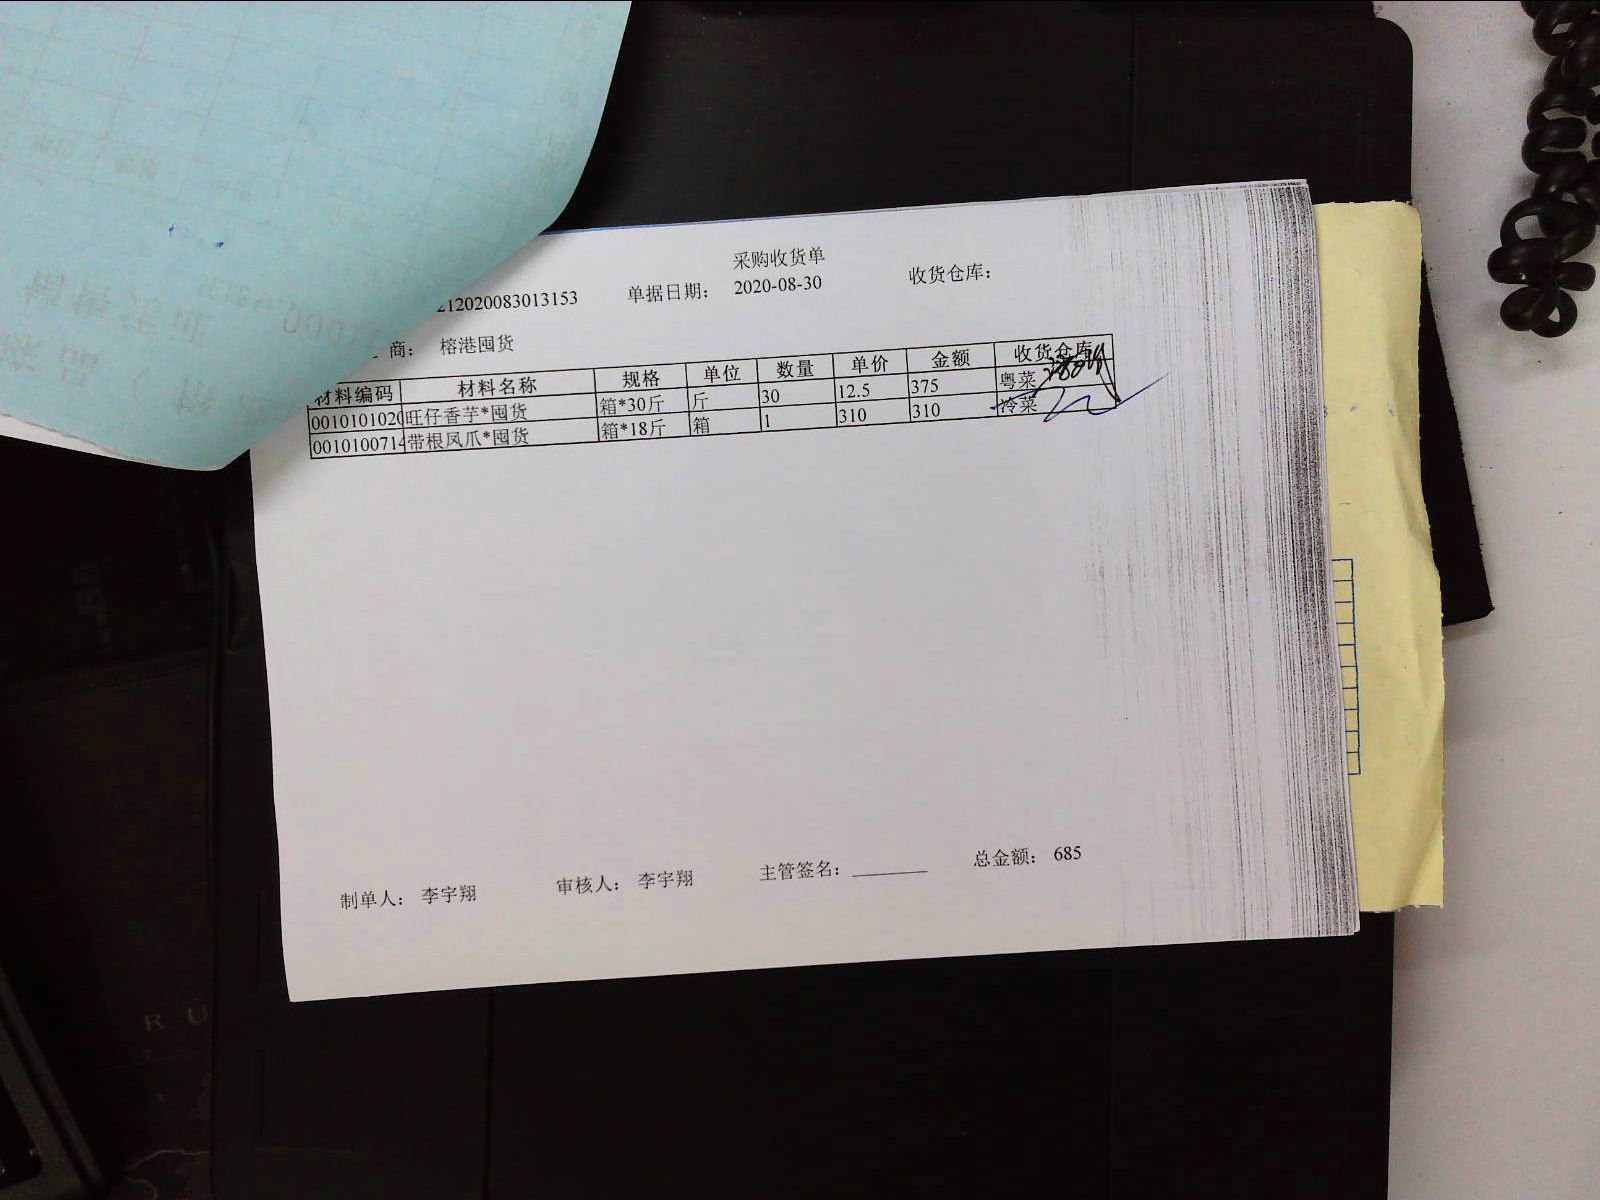 采购收货单
212020083013153 单据日期： 2020-08-30 收货仓库：
商： 榕港囤货
材料编码 材料名称 规格 单位 数量 单价 金额 收货仓库
0010101020 旺仔香芋*囤货 箱*30斤 斤 30 12.5 375 粤菜
0010100714 带根凤爪*囤货 箱*18斤 箱 1 310 310 冷菜
制单人： 李宇翔 审核人： 李宇翔 主管签名： 总金额： 685